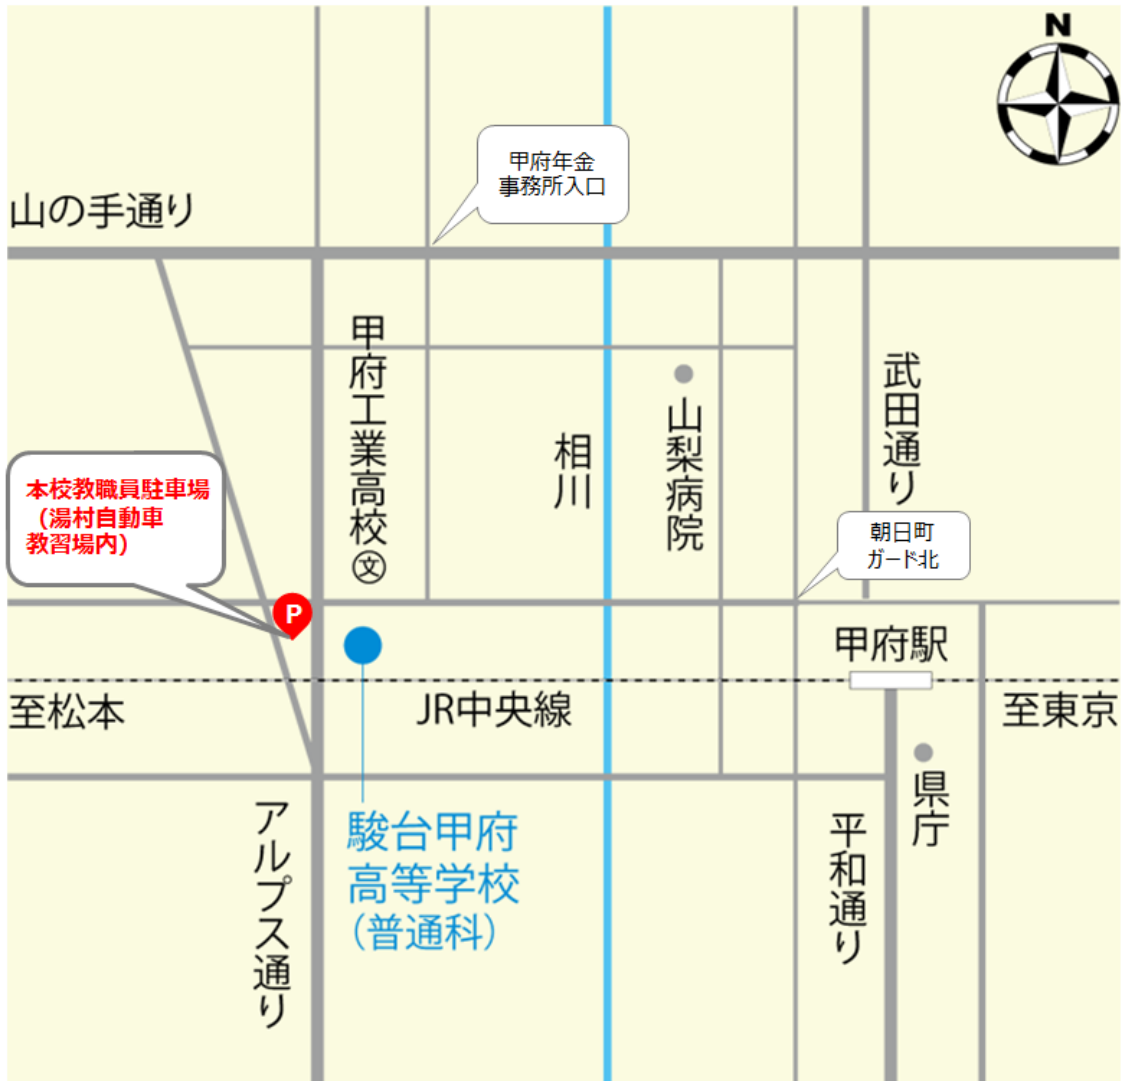 N
甲府年金
事務所入口
山の手通り
甲府工業高校
文
武田通り
山梨病院
相川
本校教職員駐車場
（湯村自動車
教習場内）
朝日町
ガード北
P
甲府駅
至松本
JR中央線
至東京
県庁
アルプス通り
駿台甲府
高等学校
（普通科）
平和通り